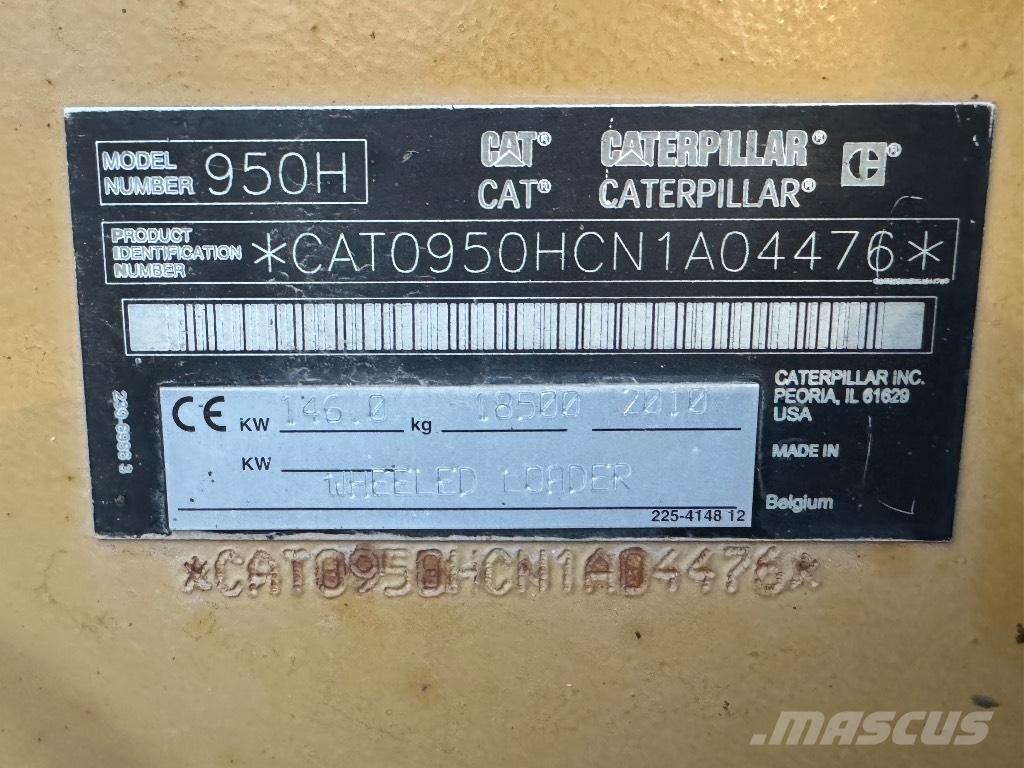 MODEL NUMBER 950H
CAT® CATERPILLAR®
CAT® CATERPILLAR®
PRODUCT IDENTIFICATION NUMBER *CAT0950HCN1A04476*
CE KW 146.0 kg 18500 2010
KW
WHEELED LOADER
225-4148 12
CATERPILLAR INC.
PEORIA, IL 61629
USA
MADE IN
Belgium
*CAT0950HCN1A04476*
MASCUS